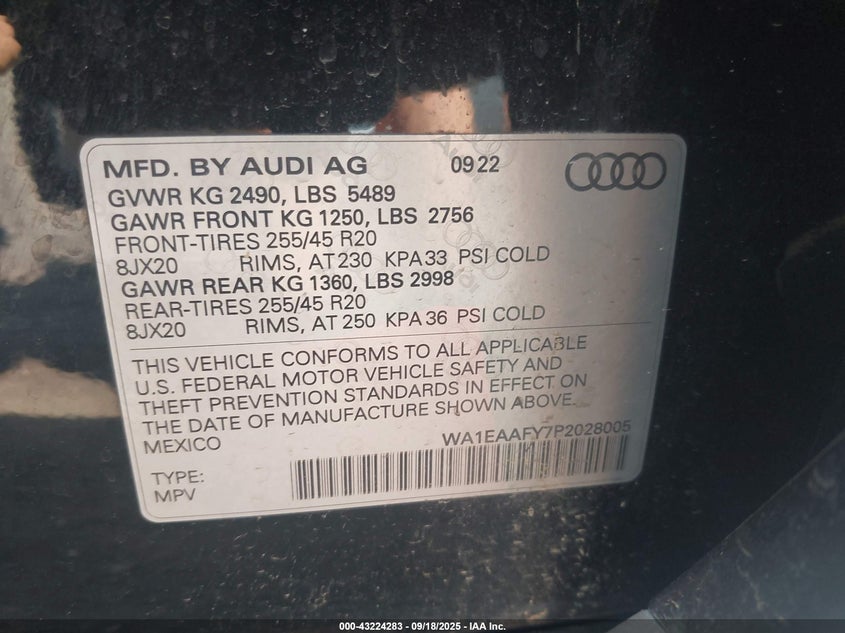 MFD. BY AUDI AG 09 22
GVWR KG 2490, LBS 5489
GAWR FRONT KG 1250, LBS 2756
FRONT-TIRES 255/45 R20
8JX20 RIMS, AT 230 KPA 33 PSI COLD
GAWR REAR KG 1360, LBS 2998
REAR-TIRES 255/45 R20
8JX20 RIMS, AT 250 KPA 36 PSI COLD
THIS VEHICLE CONFORMS TO ALL APPLICABLE
U.S. FEDERAL MOTOR VEHICLE SAFETY AND
THEFT PREVENTION STANDARDS IN EFFECT ON
THE DATE OF MANUFACTURE SHOWN ABOVE.
MEXICO WA1EAAFY7P2028005
TYPE:
MPV
000-43224283 - 09/18/2025 - IAA Inc.